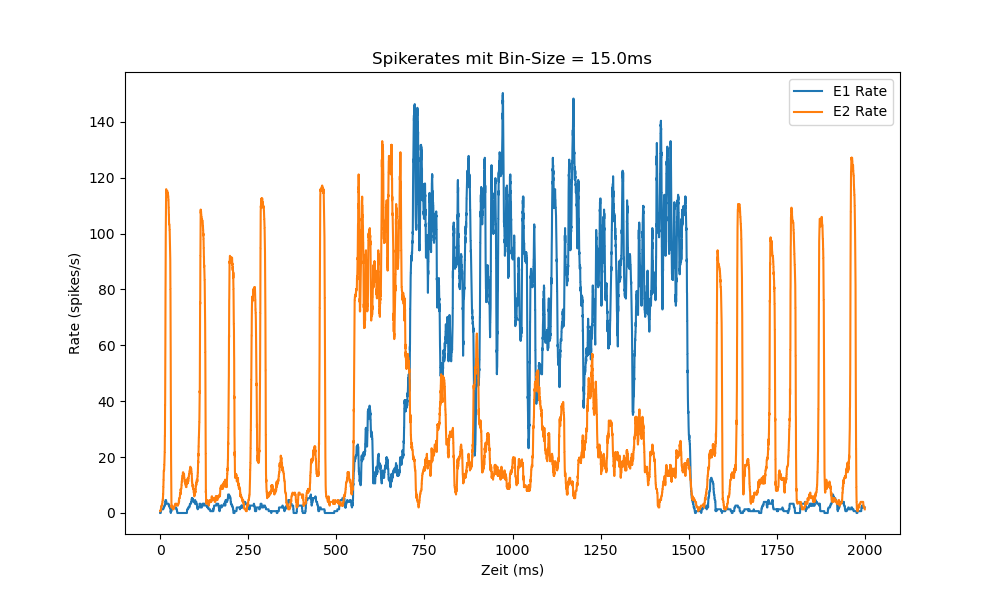 Spikerates mit Bin-Size = 15.0ms
E1 Rate
E2 Rate
Rate (spikes/s)
140
120
100
80
60
40
20
0
0 250 500 750 1000 1250 1500 1750 2000
Zeit (ms)